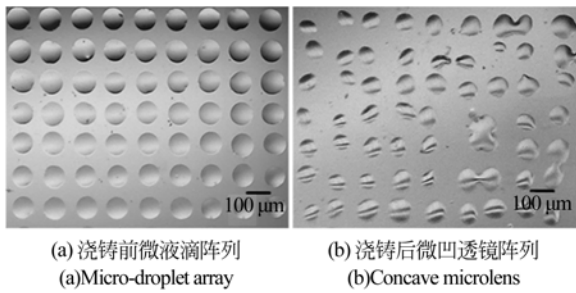 (a)
(b)
100 μm
100 μm
(a) 浇铸前微液滴阵列
(a)Micro-droplet array
(b) 浇铸后微凹透镜阵列
(b)Concave microlens